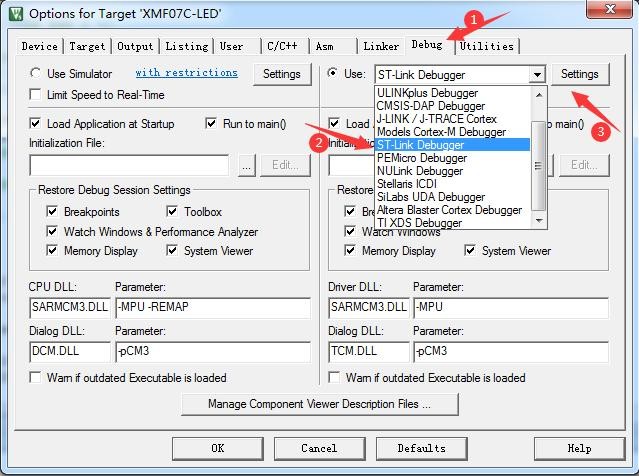 Options for Target 'XMF07C-LED'
1
Device Target Output Listing User C/C++ Asm Linker Debug Utilities
Use Simulator with restrictions Settings
Use: ST-Link Debugger Settings
Limit Speed to Real-Time
ULINKplus Debugger
CMSIS-DAP Debugger
J-LINK / J-TRACE Cortex
Models Cortex-M Debugger
ST-Link Debugger
PEMicro Debugger
NULink Debugger
Stellaris ICDI
SiLabs UDA Debugger
Altera Blaster Cortex Debugger
TI XDS Debugger
3
2
Load Application at Startup Run to main()
Load A o main()
Initialization File:
Initializatio
... Edit...
Edit...
Restore Debug Session Settings
Breakpoints Toolbox
Watch Windows & Performance Analyzer
Memory Display System Viewer
Restore
Bre
Watch Windows
Memory Display System Viewer
CPU DLL: Parameter:
SARMCM3.DLL -MPU -REMAP
Dialog DLL: Parameter:
DCM.DLL -pCM3
Warn if outdated Executable is loaded
Driver DLL: Parameter:
SARMCM3.DLL -MPU
Dialog DLL: Parameter:
TCM.DLL -pCM3
Warn if outdated Executable is loaded
Manage Component Viewer Description Files ...
OK Cancel Defaults Help